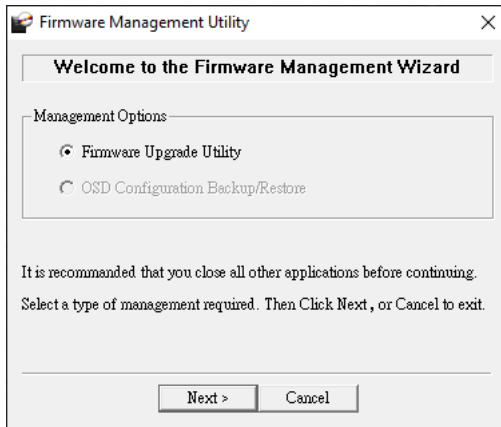 Firmware Management Utility
Welcome to the Firmware Management Wizard
Management Options
Firmware Upgrade Utility
OSD Configuration Backup/Restore
It is recommanded that you close all other applications before continuing.
Select a type of management required. Then Click Next , or Cancel to exit.
Next >
Cancel